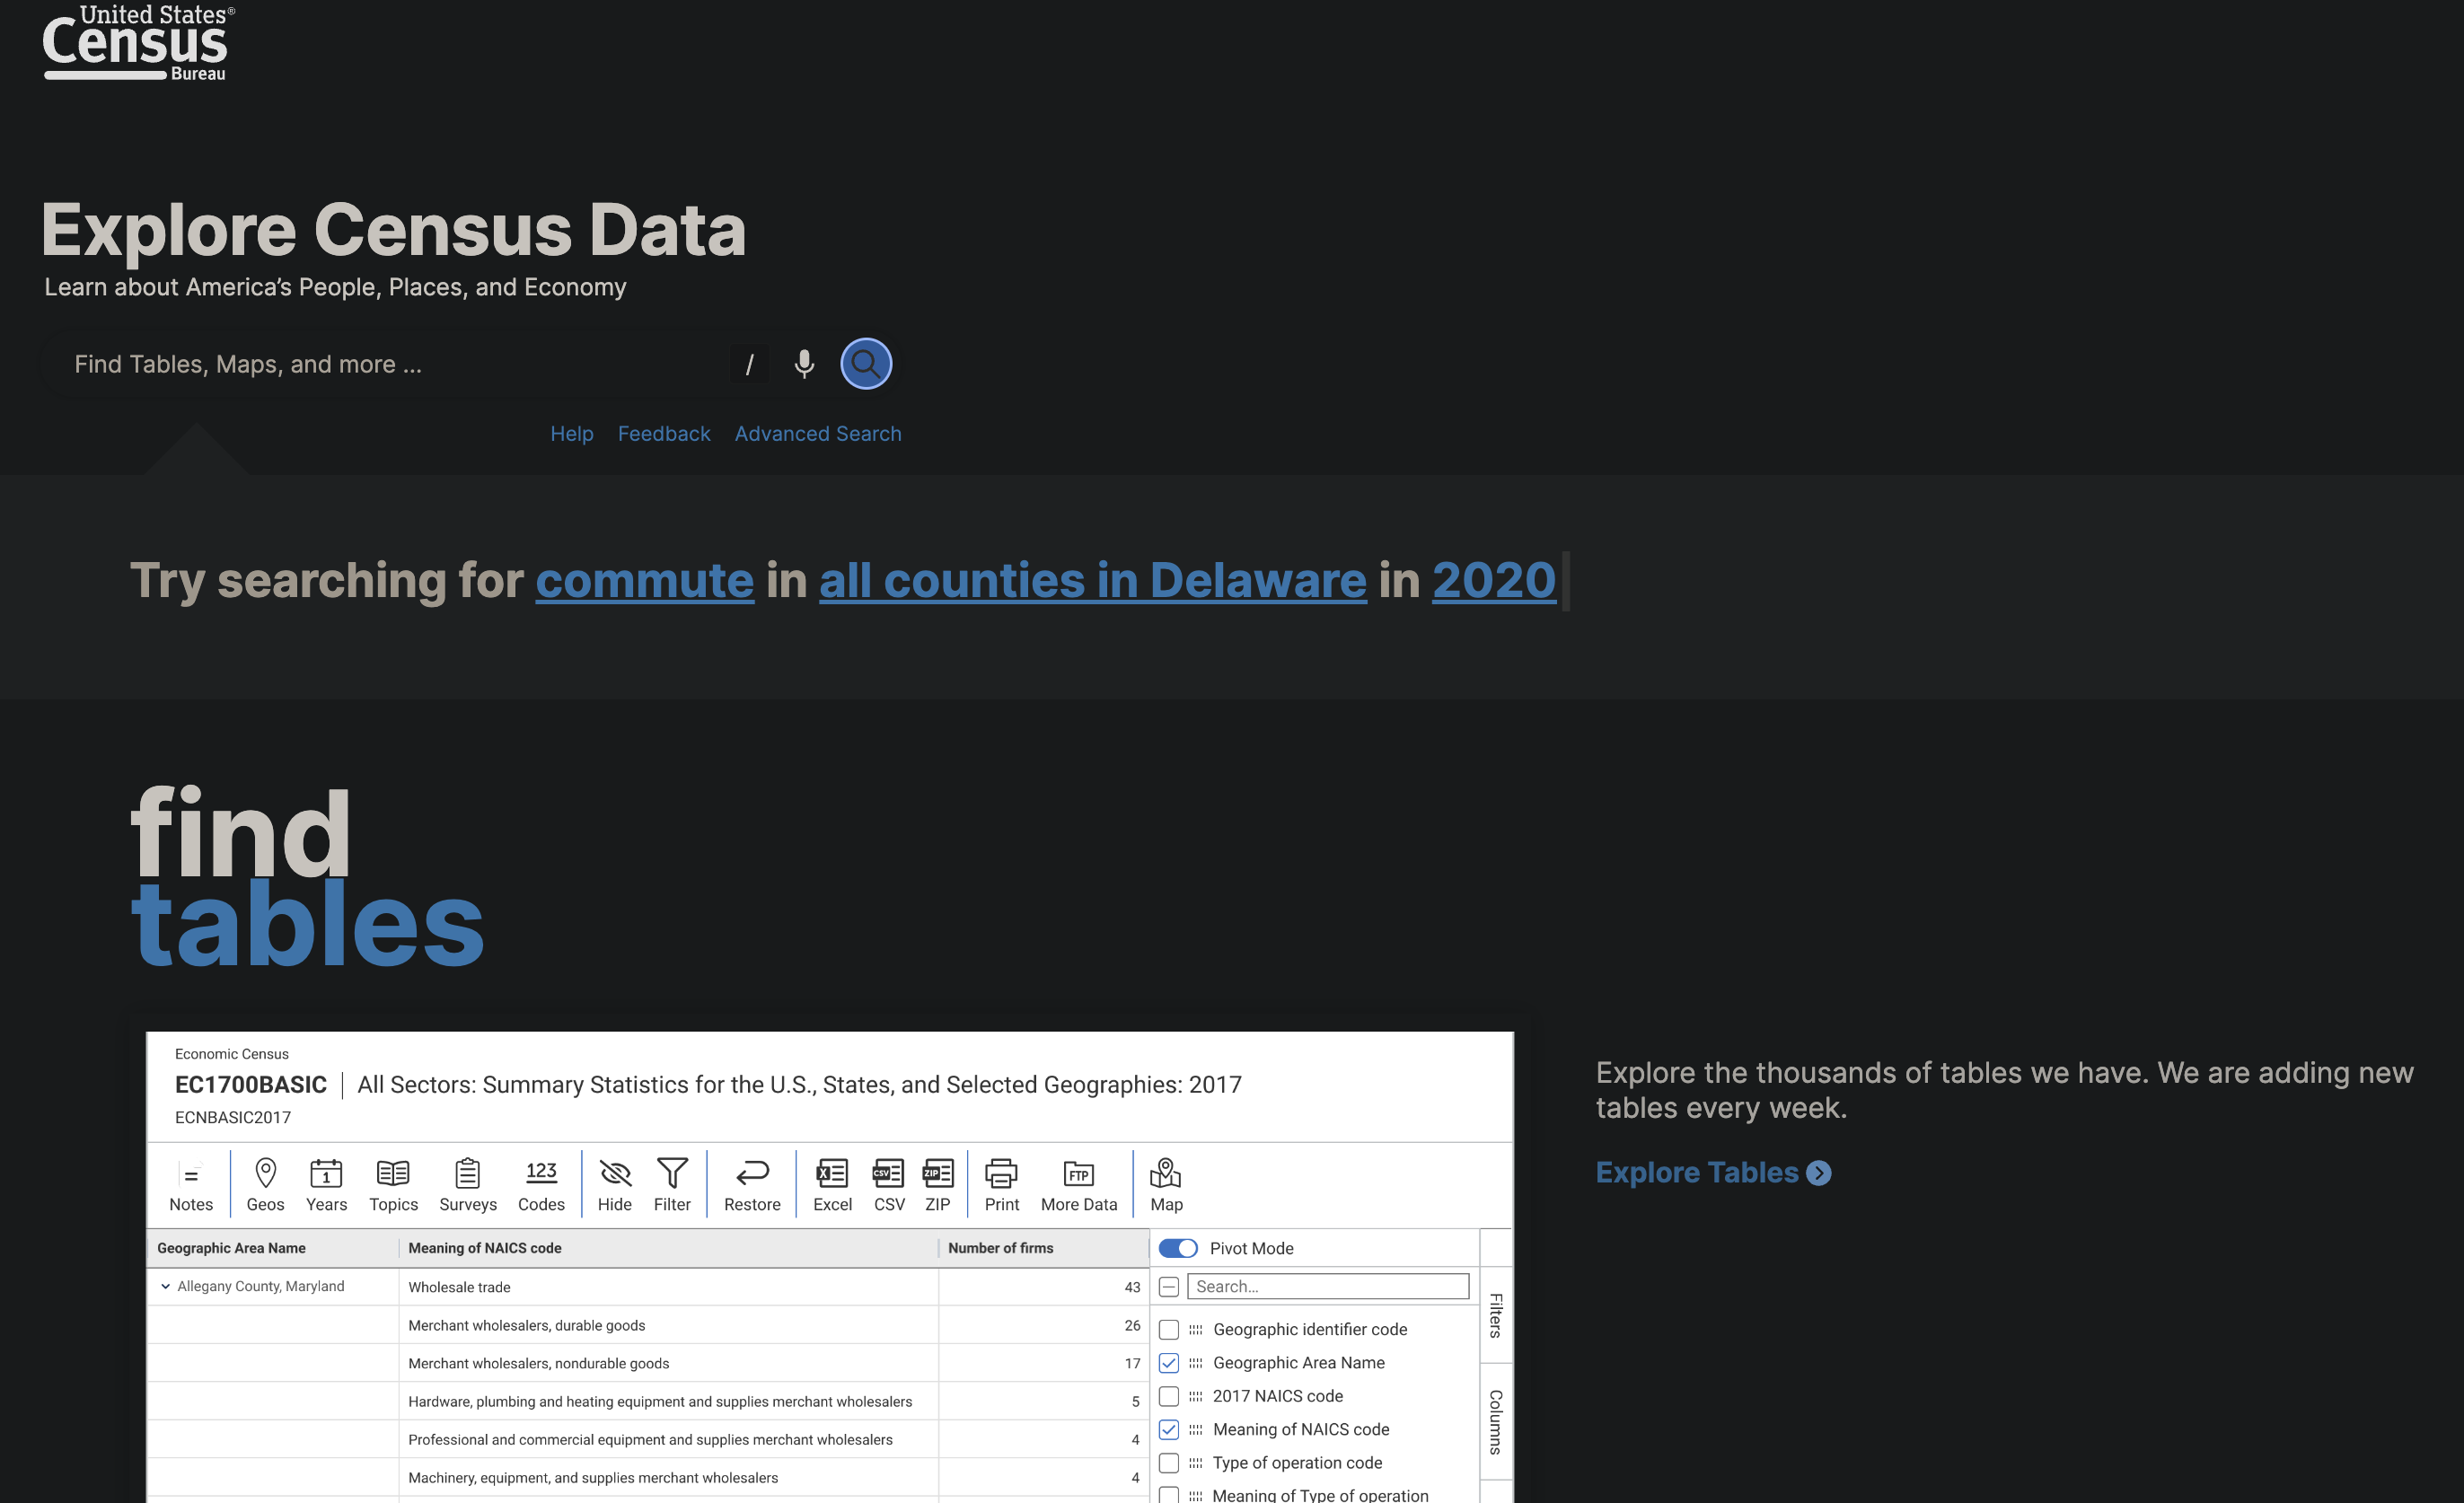 United States®
Census
Bureau
Explore Census Data
Learn about America's People, Places, and Economy
Find Tables, Maps, and more ...
/
Help Feedback Advanced Search
Try searching for commute in all counties in Delaware in 2020
find
tables
Economic Census
EC1700BASIC | All Sectors: Summary Statistics for the U.S., States, and Selected Geographies: 2017
ECNBASIC2017
1 123 X CSV ZIP FTP
Notes Geos Years Topics Surveys Codes Hide Filter Restore Excel CSV ZIP Print More Data Map
Geographic Area Name Meaning of NAICS code Number of firms Pivot Mode
Allegany County, Maryland Wholesale trade 43 Search...
Merchant wholesalers, durable goods 26 Geographic identifier code
Merchant wholesalers, nondurable goods 17 Geographic Area Name
Hardware, plumbing and heating equipment and supplies merchant wholesalers 5 2017 NAICS code
Professional and commercial equipment and supplies merchant wholesalers 4 Meaning of NAICS code
Machinery, equipment, and supplies merchant wholesalers 4 Type of operation code
Meaning of Type of operation
Filters
Columns
Explore the thousands of tables we have. We are adding new
tables every week.
Explore Tables